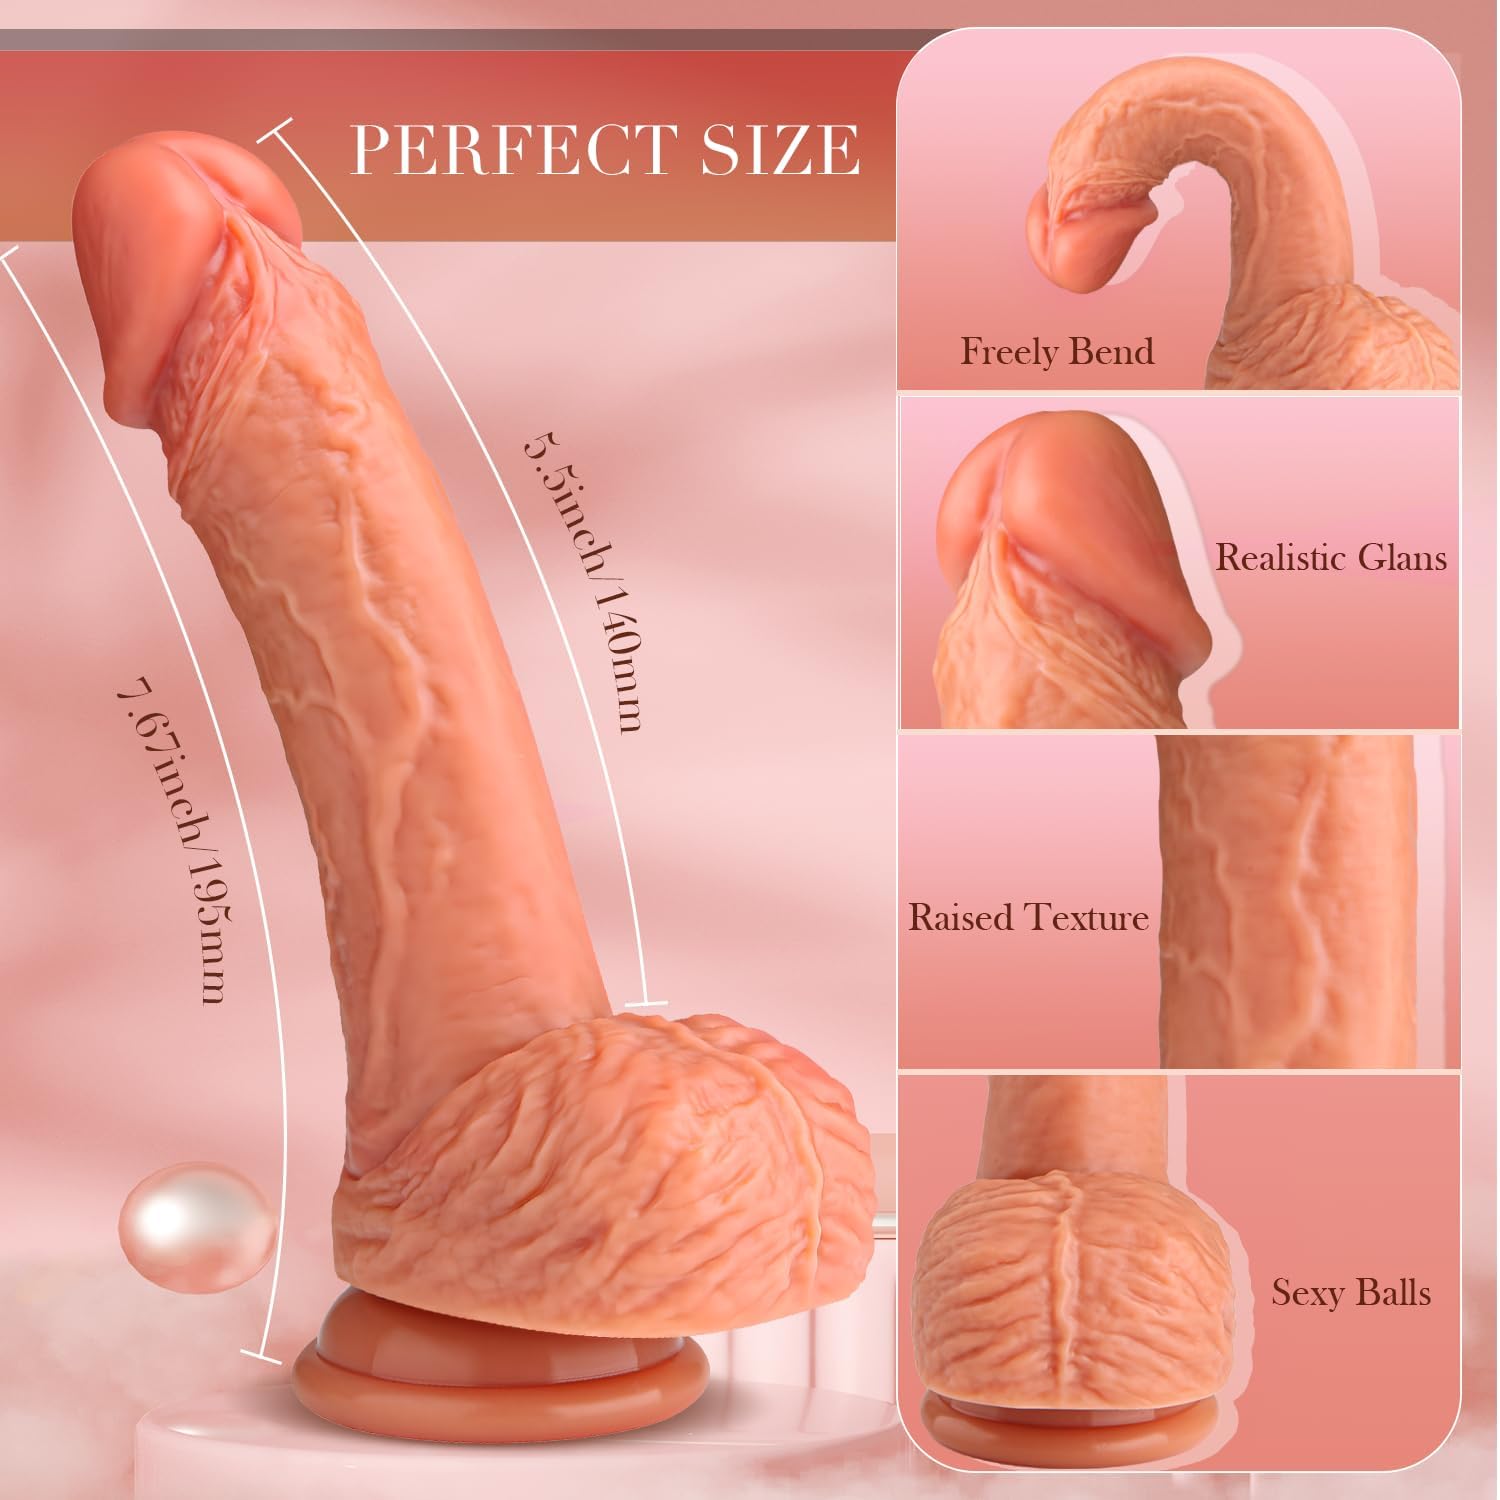 PERFECT SIZE
5.5inch/140mm
7.67inch/195mm
Freely Bend
Realistic Glans
Raised Texture
Sexy Balls